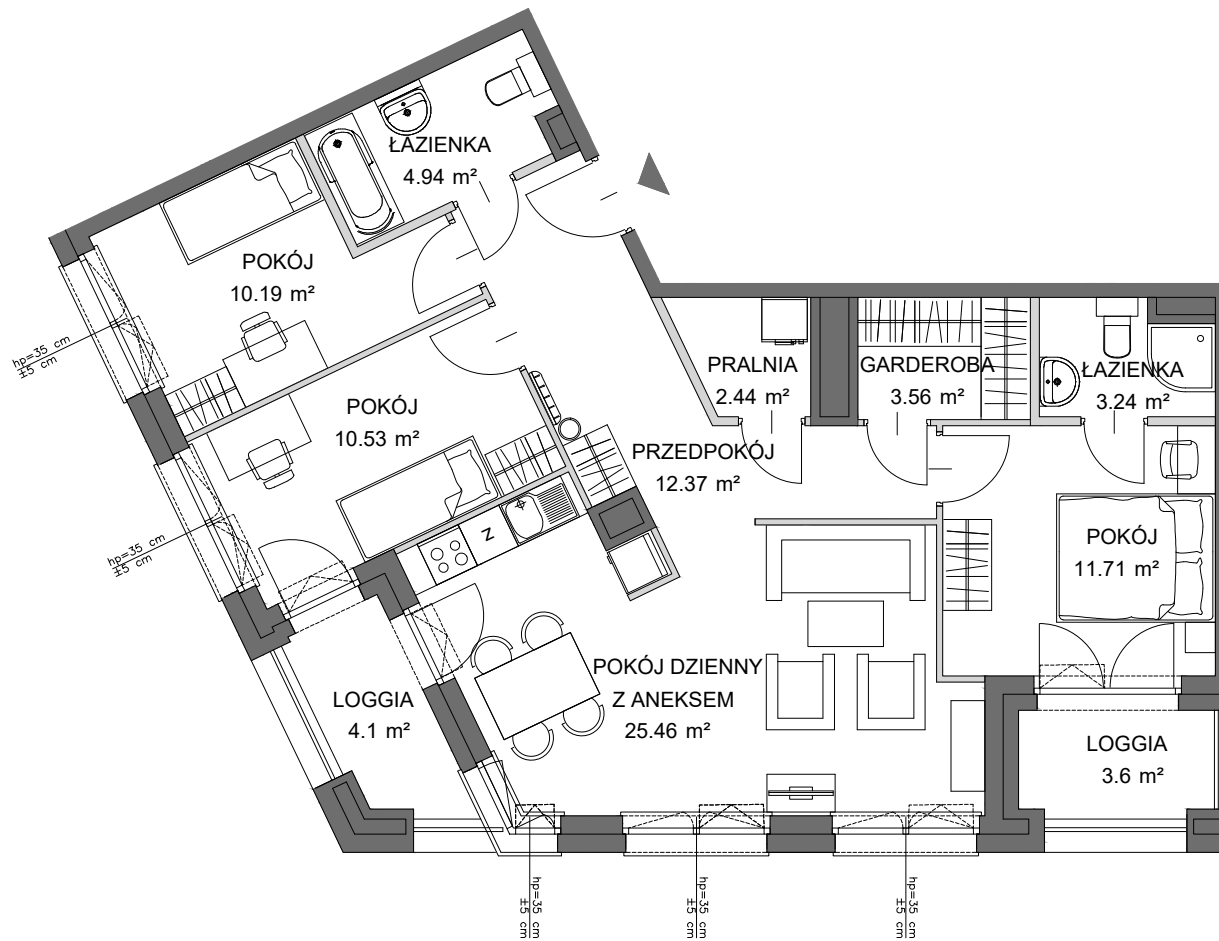 ŁAZIENKA
4.94 m²
POKÓJ
10.19 m²
hp=35 cm
±5 cm
POKÓJ
10.53 m²
PRALNIA
2.44 m²
GARDEROBA
3.56 m²
ŁAZIENKA
3.24 m²
PRZEDPOKÓJ
12.37 m²
hp=35 cm
±5 cm
Z
POKÓJ
11.71 m²
POKÓJ DZIENNY
Z ANEKSEM
25.46 m²
LOGGIA
4.1 m²
LOGGIA
3.6 m²
hp=35 cm
±5 cm
hp=35 cm
±5 cm
hp=35 cm
±5 cm